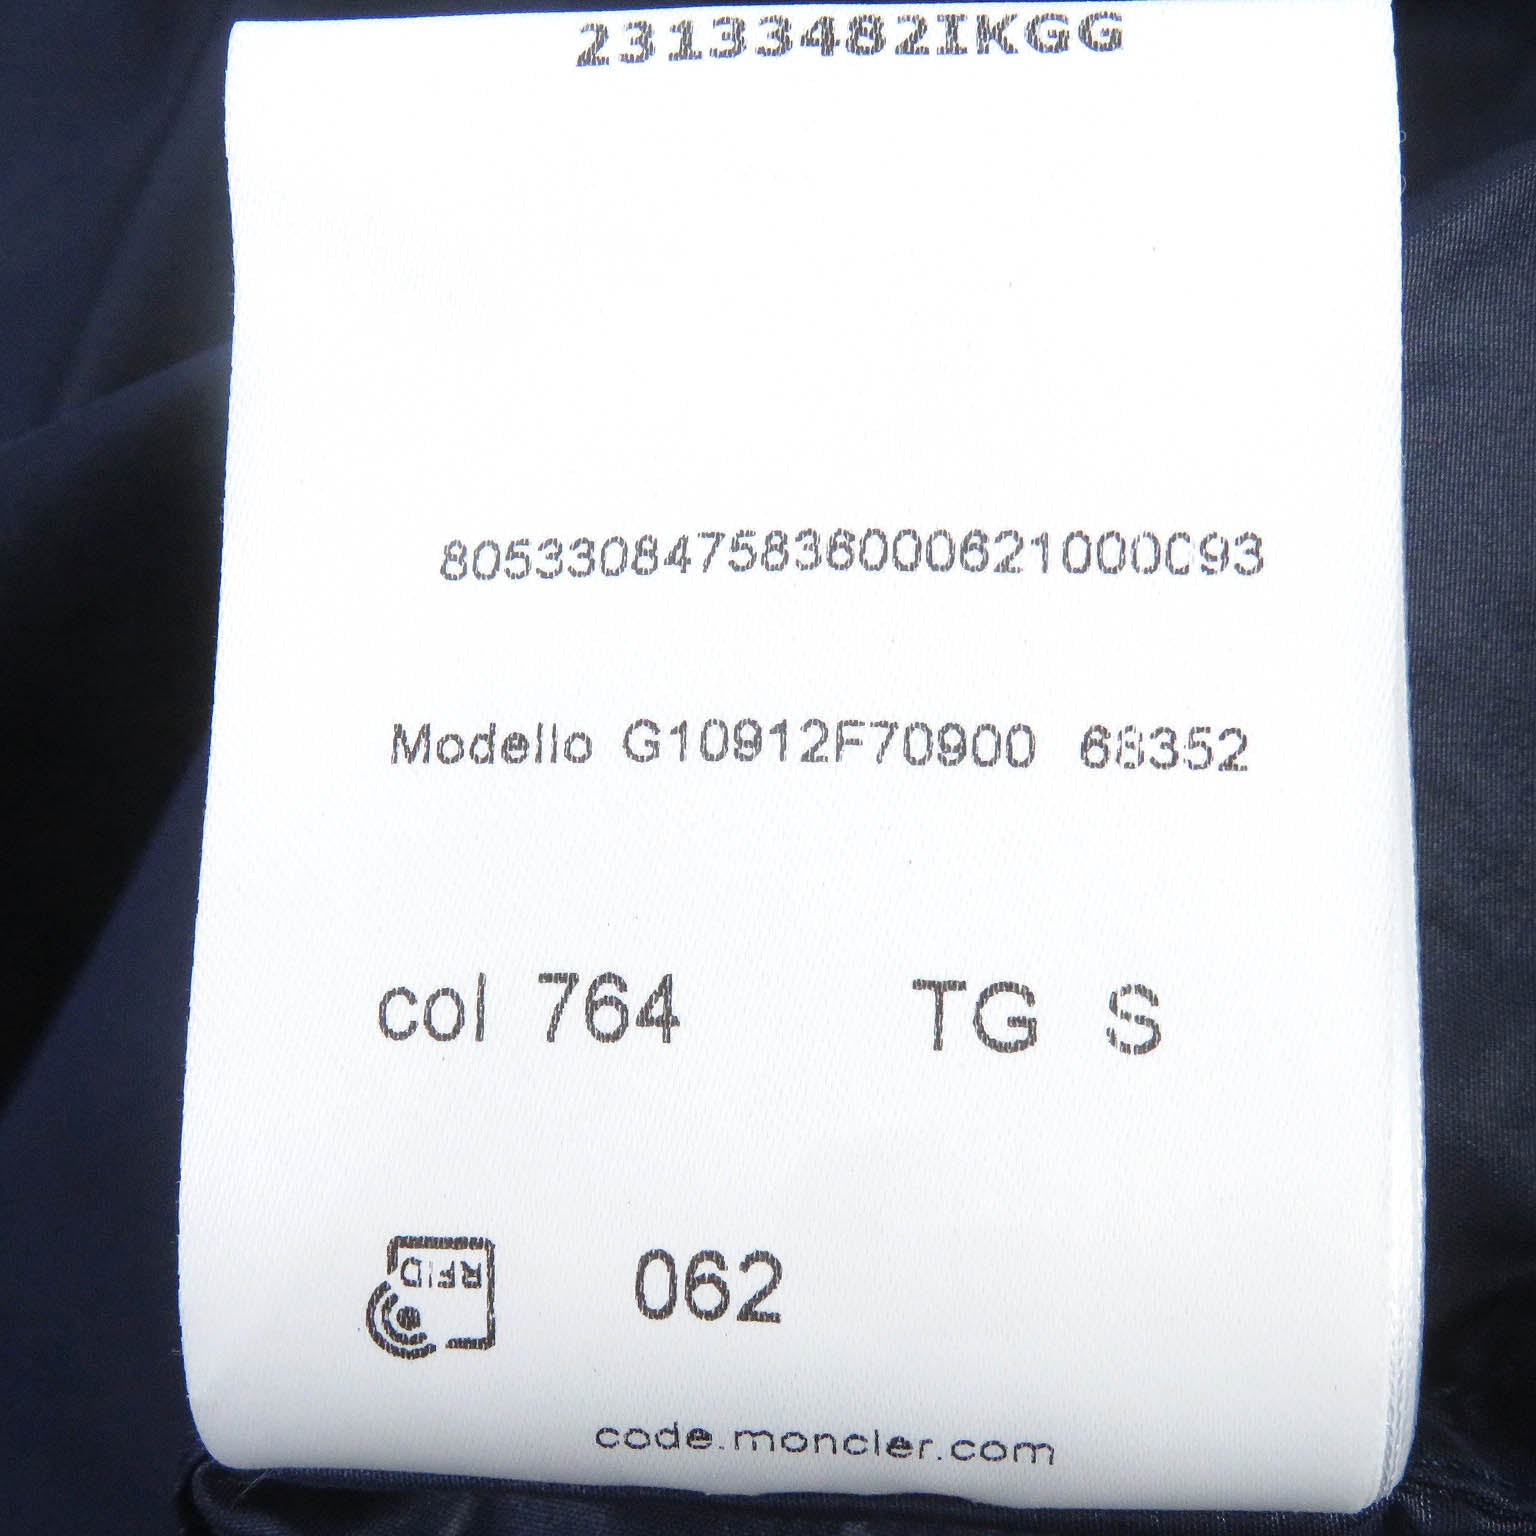 23133482IKGG
8053308475836000621000093
Modello G10912F70900 68352
col 764 TG S
RFID 062
code.moncler.com